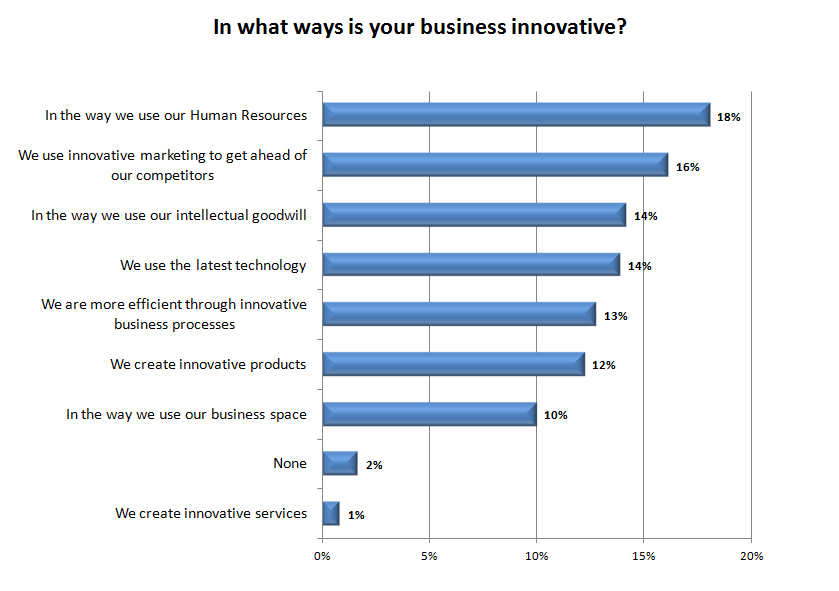 In what ways is your business innovative?
In the way we use our Human Resources
18%
We use innovative marketing to get ahead of
our competitors
16%
In the way we use our intellectual goodwill
14%
We use the latest technology
14%
We are more efficient through innovative
business processes
13%
We create innovative products
12%
In the way we use our business space
10%
None
2%
We create innovative services
1%
0% 5% 10% 15% 20%